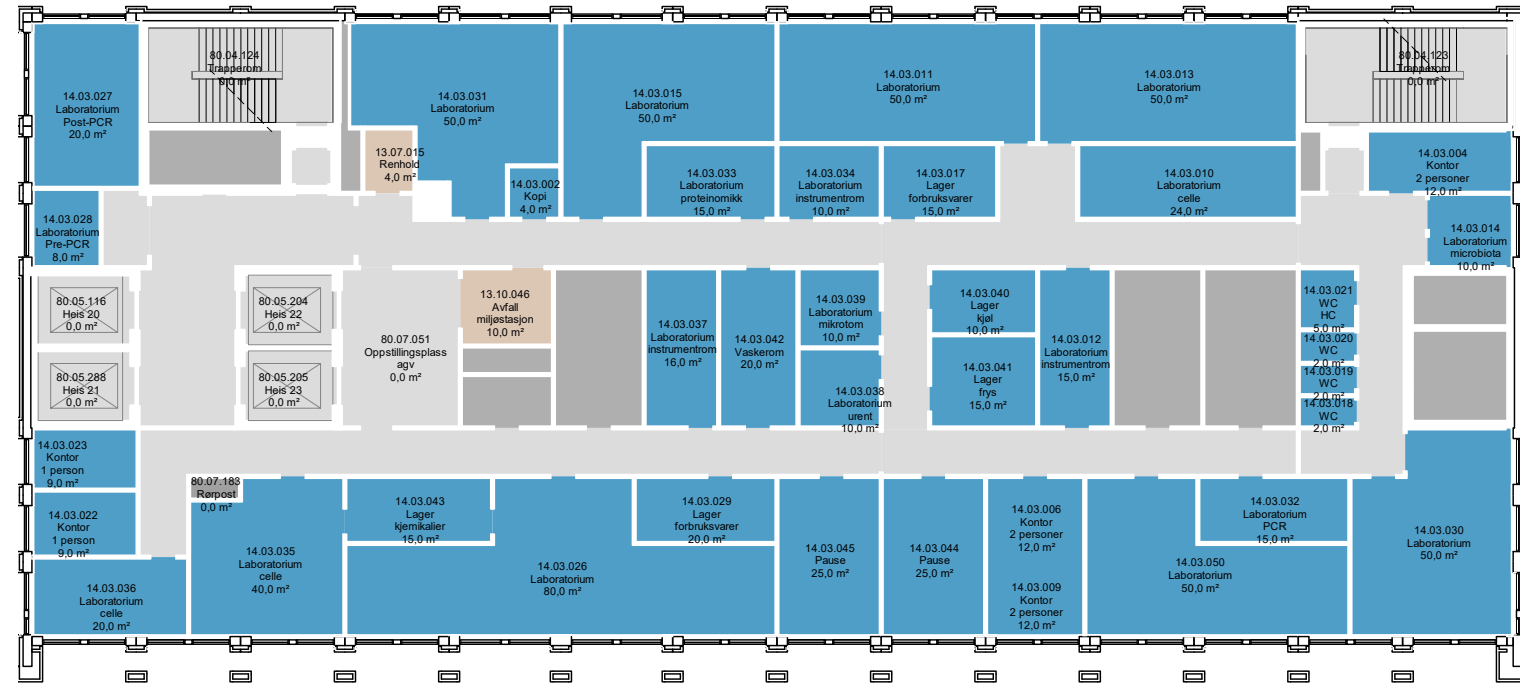 80.04.124
Trapperom
0,0 m²
80.04.123
Trapperom
0,0 m²
14.03.027
Laboratorium
Post-PCR
20,0 m²
14.03.031
Laboratorium
50,0 m²
14.03.015
Laboratorium
50,0 m²
14.03.011
Laboratorium
50,0 m²
14.03.013
Laboratorium
50,0 m²
13.07.015
Renhold
4,0 m²
14.03.002
Kopi
4,0 m²
14.03.033
Laboratorium
proteinomikk
15,0 m²
14.03.034
Laboratorium
instrumentrom
10,0 m²
14.03.017
Lager
forbruksvarer
15,0 m²
14.03.010
Laboratorium
celle
24,0 m²
14.03.004
Kontor
2 personer
12,0 m²
14.03.028
Laboratorium
Pre-PCR
8,0 m²
14.03.014
Laboratorium
microbiota
10,0 m²
80.05.116
Heis 20
0,0 m²
80.05.204
Heis 22
0,0 m²
80.07.051
Oppstillingsplass
agv
0,0 m²
13.10.046
Avfall
miljøstasjon
10,0 m²
14.03.037
Laboratorium
instrumentrom
16,0 m²
14.03.042
Vaskerom
20,0 m²
14.03.039
Laboratorium
mikrotom
10,0 m²
14.03.040
Lager
kjøl
10,0 m²
14.03.012
Laboratorium
instrumentrom
15,0 m²
14.03.021
WC
HC
5,0 m²
14.03.020
WC
2,0 m²
14.03.019
WC
2,0 m²
14.03.018
WC
2,0 m²
80.05.288
Heis 21
0,0 m²
80.05.205
Heis 23
0,0 m²
14.03.038
Laboratorium
urent
10,0 m²
14.03.041
Lager
frys
15,0 m²
14.03.023
Kontor
1 person
9,0 m²
14.03.022
Kontor
1 person
9,0 m²
80.07.183
Rørpost
0,0 m²
14.03.036
Laboratorium
celle
20,0 m²
14.03.035
Laboratorium
celle
40,0 m²
14.03.043
Lager
kjemikalier
15,0 m²
14.03.026
Laboratorium
80,0 m²
14.03.029
Lager
forbruksvarer
20,0 m²
14.03.045
Pause
25,0 m²
14.03.044
Pause
25,0 m²
14.03.006
Kontor
2 personer
12,0 m²
14.03.009
Kontor
2 personer
12,0 m²
14.03.050
Laboratorium
50,0 m²
14.03.032
Laboratorium
PCR
15,0 m²
14.03.030
Laboratorium
50,0 m²